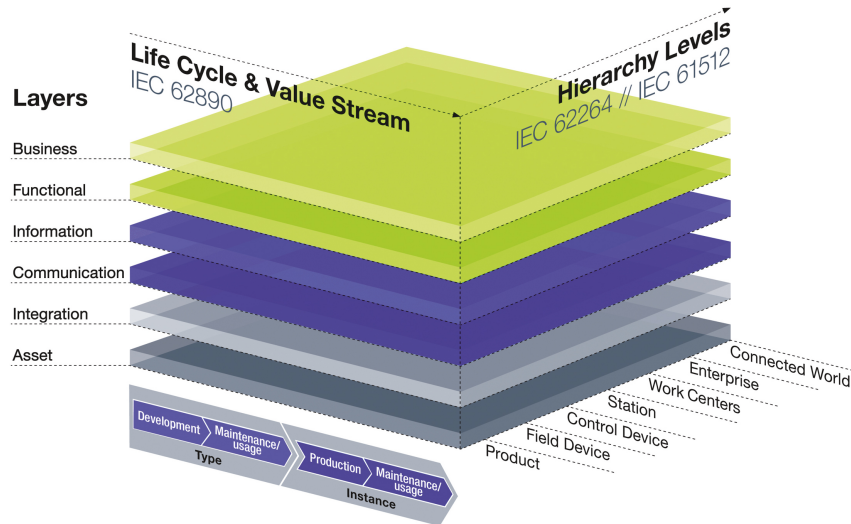 Life Cycle & Value Stream
IEC 62890
Hierarchy Levels
IEC 62264 // IEC 61512
Layers
Business
Functional
Information
Communication
Integration
Asset
Connected World
Enterprise
Work Centers
Station
Control Device
Field Device
Product
Development
Maintenance/
usage
Type
Production
Maintenance/
usage
Instance